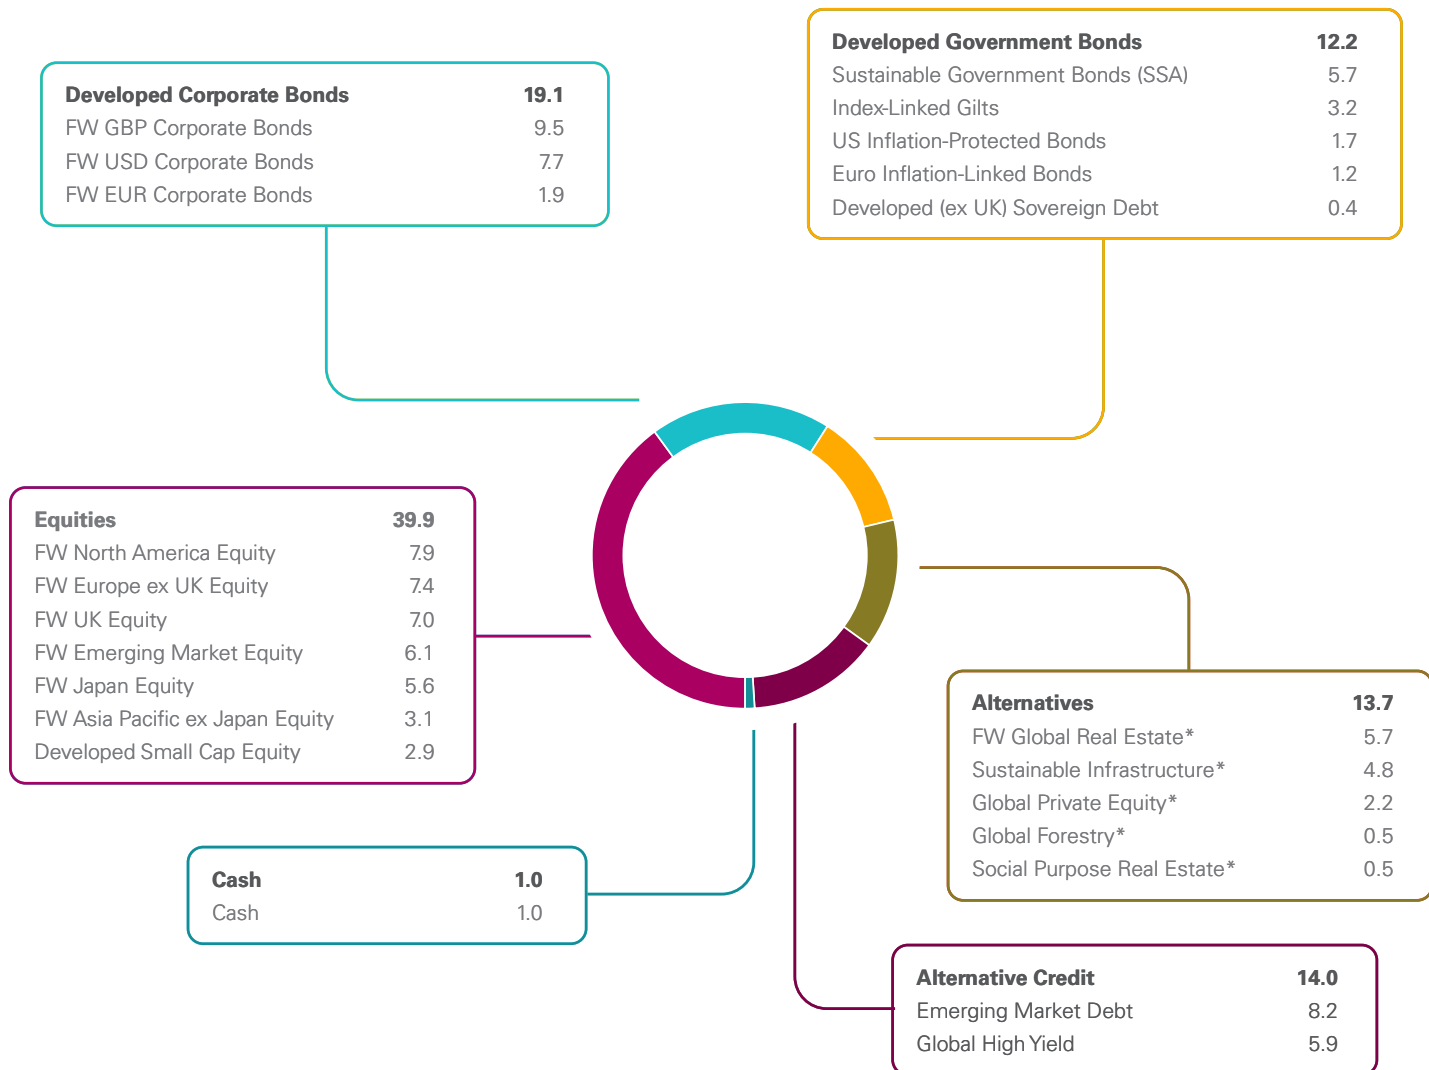 Developed Government Bonds 12.2
Sustainable Government Bonds (SSA) 5.7
Index-Linked Gilts 3.2
US Inflation-Protected Bonds 1.7
Euro Inflation-Linked Bonds 1.2
Developed (ex UK) Sovereign Debt 0.4
Developed Corporate Bonds 19.1
FW GBP Corporate Bonds 9.5
FW USD Corporate Bonds 7.7
FW EUR Corporate Bonds 1.9
Equities 39.9
FW North America Equity 7.9
FW Europe ex UK Equity 7.4
FW UK Equity 7.0
FW Emerging Market Equity 6.1
FW Japan Equity 5.6
FW Asia Pacific ex Japan Equity 3.1
Developed Small Cap Equity 2.9
Alternatives 13.7
FW Global Real Estate* 5.7
Sustainable Infrastructure* 4.8
Global Private Equity* 2.2
Global Forestry* 0.5
Social Purpose Real Estate* 0.5
Cash 1.0
Cash 1.0
Alternative Credit 14.0
Emerging Market Debt 8.2
Global High Yield 5.9